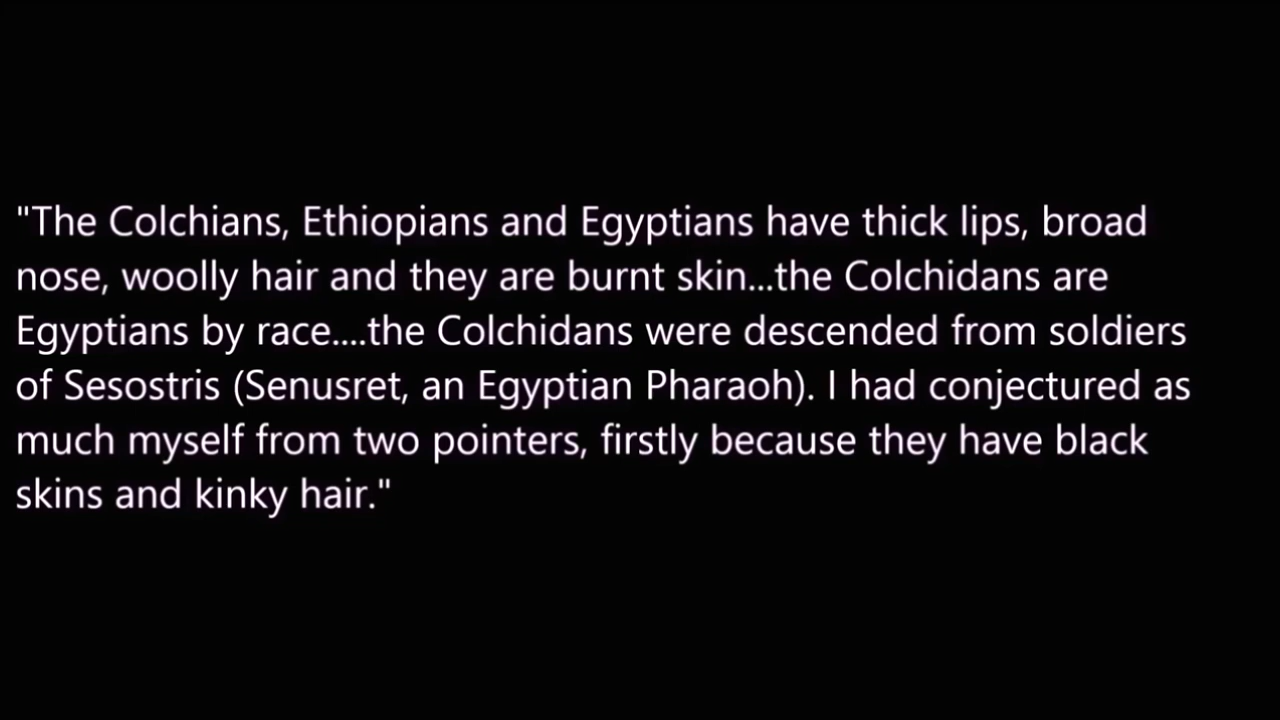 "The Colchians, Ethiopians and Egyptians have thick lips, broad
nose, woolly hair and they are burnt skin...the Colchidans are
Egyptians by race....the Colchidans were descended from soldiers
of Sesostris (Senusret, an Egyptian Pharaoh). I had conjectured as
much myself from two pointers, firstly because they have black
skins and kinky hair."